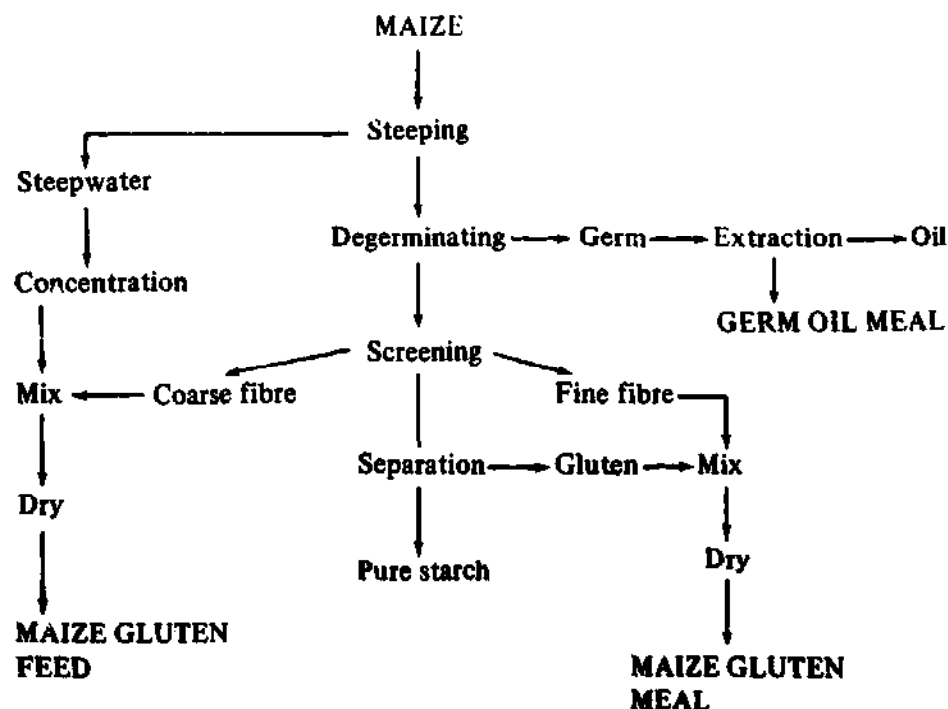 MAIZE
Steeping
Steepwater
Degerminating Germ Extraction Oil
Concentration
GERM OIL MEAL
Screening
Mix Coarse fibre Fine fibre
Separation Gluten Mix
Dry
Pure starch Dry
MAIZE GLUTEN
FEED
MAIZE GLUTEN
MEAL